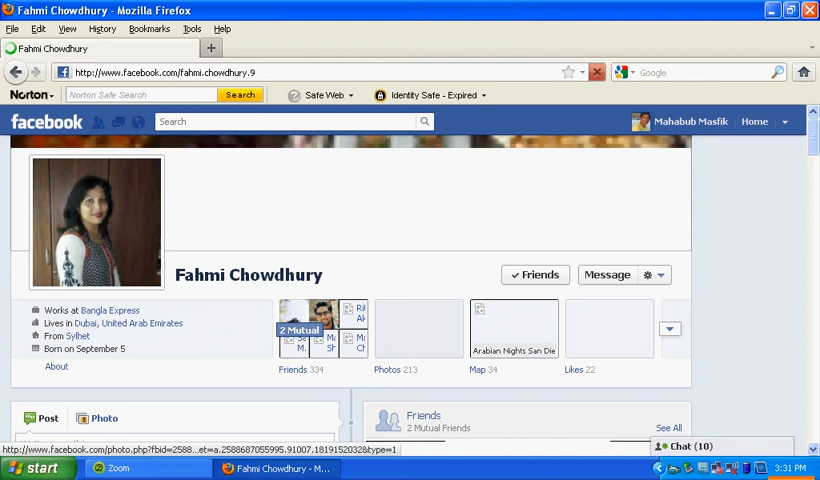 Fahmi Chowdhury - Mozilla Firefox
File Edit View History Bookmarks Tools Help
Fahmi Chowdhury
http://www.facebook.com/fahmi.chowdhury.9
Google
Norton
Norton Safe Search
Search
Safe Web
Identity Safe - Expired
facebook
Search
Mahabub Masfik
Home
Fahmi Chowdhury
Friends
Message
Works at Bangla Express
Lives in Dubai, United Arab Emirates
From Sylhet
Born on September 5
About
2 Mutual
Friends 334
Photos 213
Arabian Nights San Die
Map 34
Likes 22
Post
Photo
Friends
2 Mutual Friends
See All
http://www.facebook.com/photo.php?fbid=2588...et=a.2588687055995.91007.1819152032&type=1
Chat (10)
start
Zoom
Fahmi Chowdhury - M...
3:31 PM